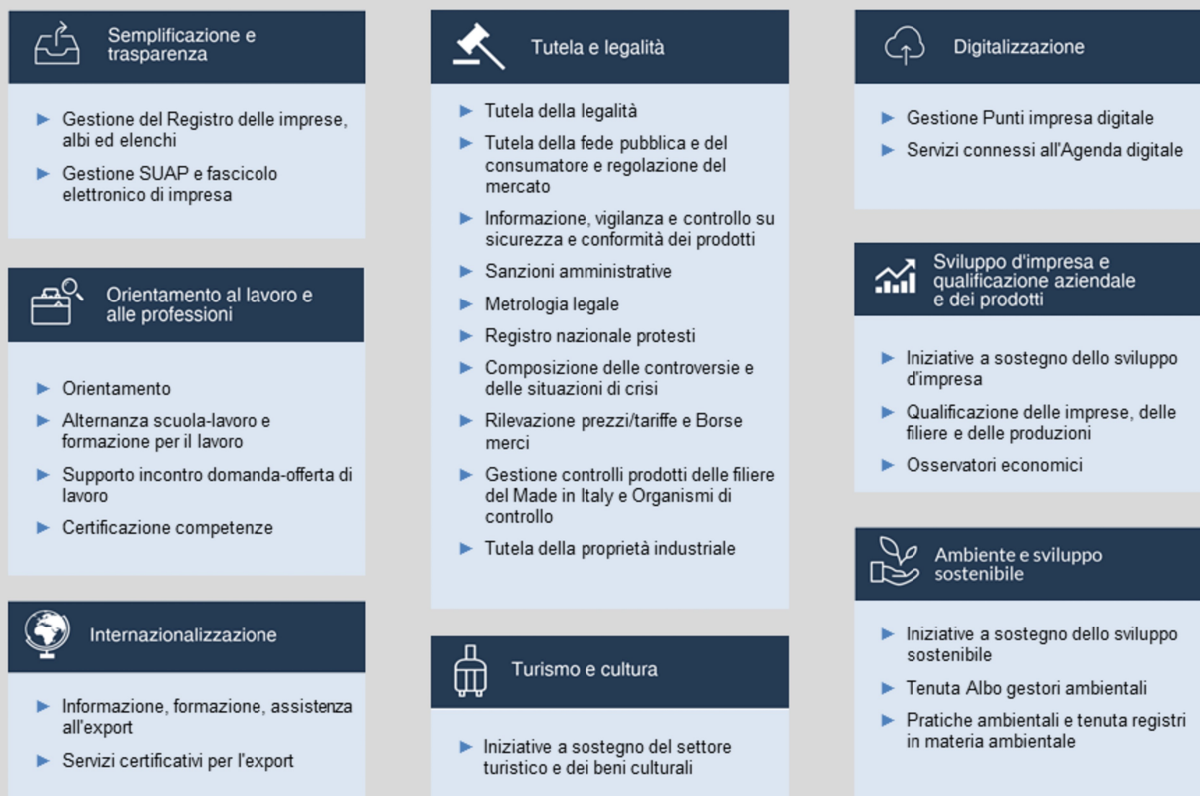 Semplificazione e
trasparenza
Gestione del Registro delle imprese,
albi ed elenchi
Gestione SUAP e fascicolo
elettronico di impresa
Orientamento al lavoro e
alle professioni
Orientamento
Alternanza scuola-lavoro e
formazione per il lavoro
Supporto incontro domanda-offerta di
lavoro
Certificazione competenze
Internazionalizzazione
Informazione, formazione, assistenza
all'export
Servizi certificativi per l'export
Tutela e legalità
Tutela della legalità
Tutela della fede pubblica e del
consumatore e regolazione del
mercato
Informazione, vigilanza e controllo su
sicurezza e conformità dei prodotti
Sanzioni amministrative
Metrologia legale
Registro nazionale protesti
Composizione delle controversie e
delle situazioni di crisi
Rilevazione prezzi/tariffe e Borse
merci
Gestione controlli prodotti delle filiere
del Made in Italy e Organismi di
controllo
Tutela della proprietà industriale
Turismo e cultura
Iniziative a sostegno del settore
turistico e dei beni culturali
Digitalizzazione
Gestione Punti impresa digitale
Servizi connessi all'Agenda digitale
Sviluppo d'impresa e
qualificazione aziendale
e dei prodotti
Iniziative a sostegno dello sviluppo
d'impresa
Qualificazione delle imprese, delle
filiere e delle produzioni
Osservatori economici
Ambiente e sviluppo
sostenibile
Iniziative a sostegno dello sviluppo
sostenibile
Tenuta Albo gestori ambientali
Pratiche ambientali e tenuta registri
in materia ambientale